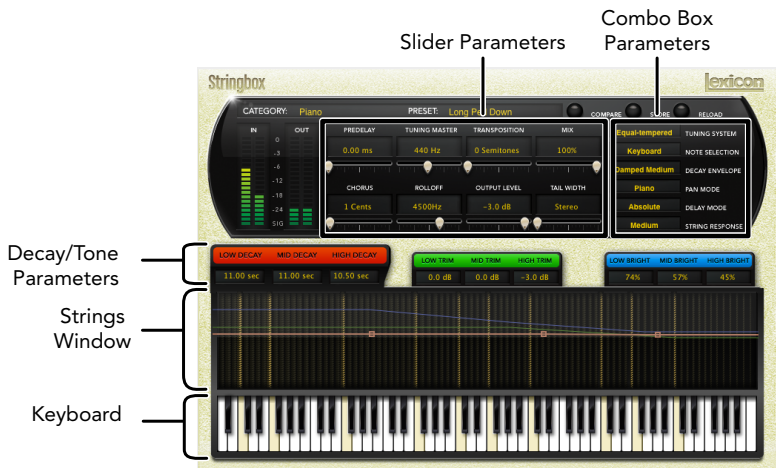 Combo Box
Parameters
Slider Parameters
Stringbox
lexicon
CATEGORY: Piano PRESET: Long Ped Down COMPARE STORE RELOAD
IN OUT
0
-3
-6
-12
-18
-24
SIG
PREDELAY TUNING MASTER TRANSPOSITION MIX
0.00 ms 440 Hz 0 Semitones 100%
CHORUS ROLLOFF OUTPUT LEVEL TAIL WIDTH
1 Cents 4500Hz -3.0 dB Stereo
Equal-tempered TUNING SYSTEM
Keyboard NOTE SELECTION
Damped Medium DECAY ENVELOPE
Piano PAN MODE
Absolute DELAY MODE
Medium STRING RESPONSE
Decay/Tone
Parameters
LOW DECAY MID DECAY HIGH DECAY
11.00 sec 11.00 sec 10.50 sec
LOW TRIM MID TRIM HIGH TRIM
0.0 dB 0.0 dB -3.0 dB
LOW BRIGHT MID BRIGHT HIGH BRIGHT
74% 57% 45%
Strings
Window
Keyboard